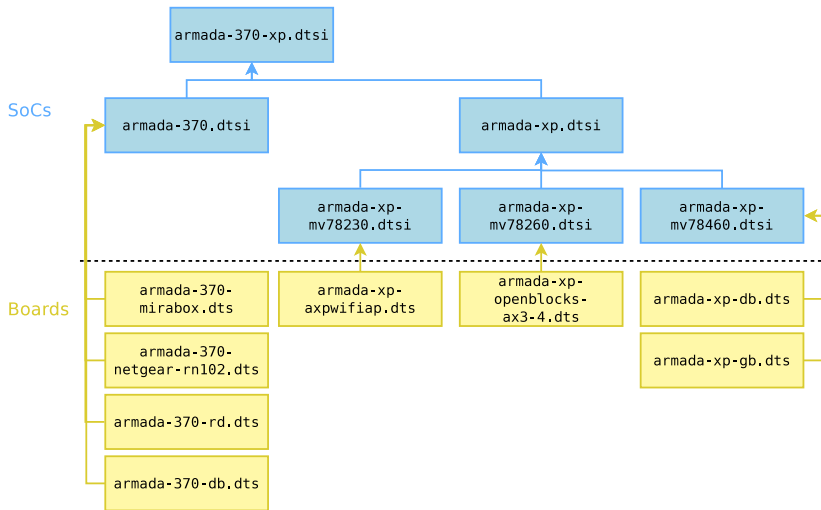 armada-370-xp.dtsi
SoCs
armada-370.dtsi
armada-xp.dtsi
armada-xp-
mv78230.dtsi
armada-xp-
mv78260.dtsi
armada-xp-
mv78460.dtsi
Boards
armada-370-
mirabox.dts
armada-xp-
axpwifiap.dts
armada-xp-
openblocks-
ax3-4.dts
armada-xp-db.dts
armada-370-
netgear-rn102.dts
armada-xp-gb.dts
armada-370-rd.dts
armada-370-db.dts